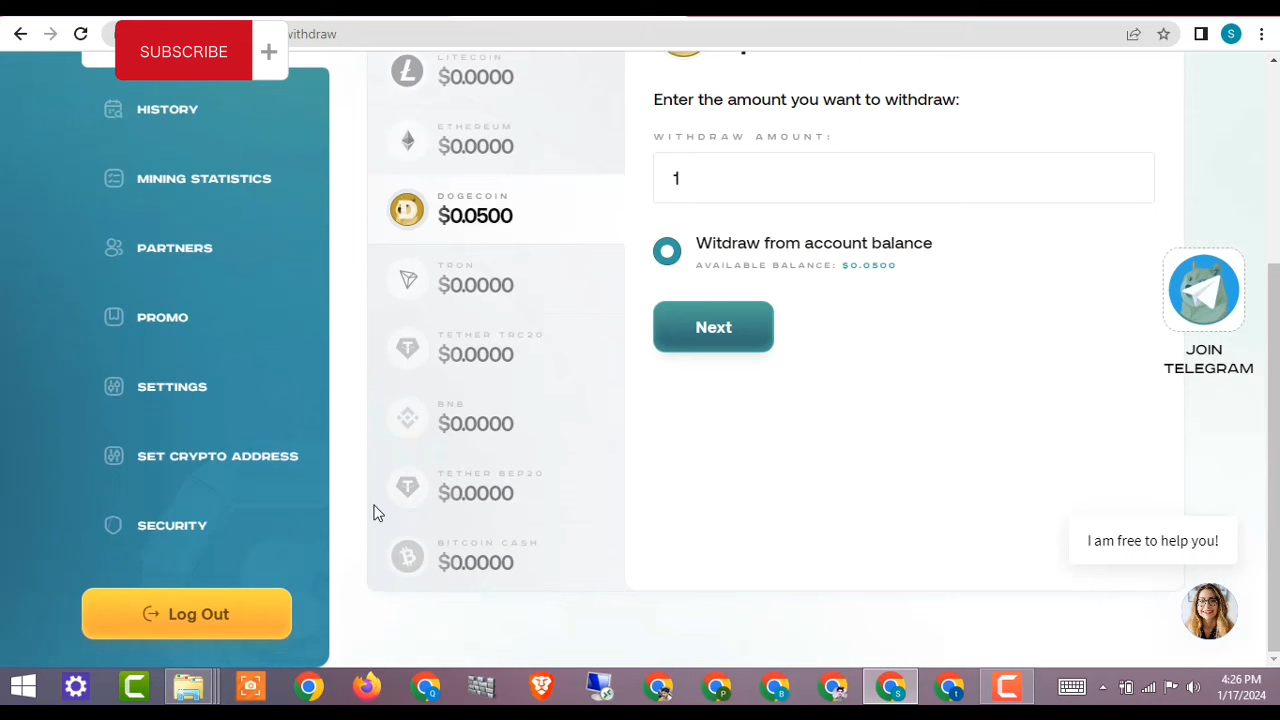 SUBSCRIBE +
withdraw
S
HISTORY
MINING STATISTICS
PARTNERS
PROMO
SETTINGS
SET CRYPTO ADDRESS
SECURITY
Log Out
LITECOIN
$0.0000
ETHEREUM
$0.0000
DOGECOIN
$0.0500
TRON
$0.0000
TETHER TRC20
$0.0000
BNB
$0.0000
TETHER BEP20
$0.0000
BITCOIN CASH
$0.0000
Enter the amount you want to withdraw:
WITHDRAW AMOUNT:
1
Witdraw from account balance
AVAILABLE BALANCE: $0.0500
Next
JOIN
TELEGRAM
I am free to help you!
4:26 PM
1/17/2024